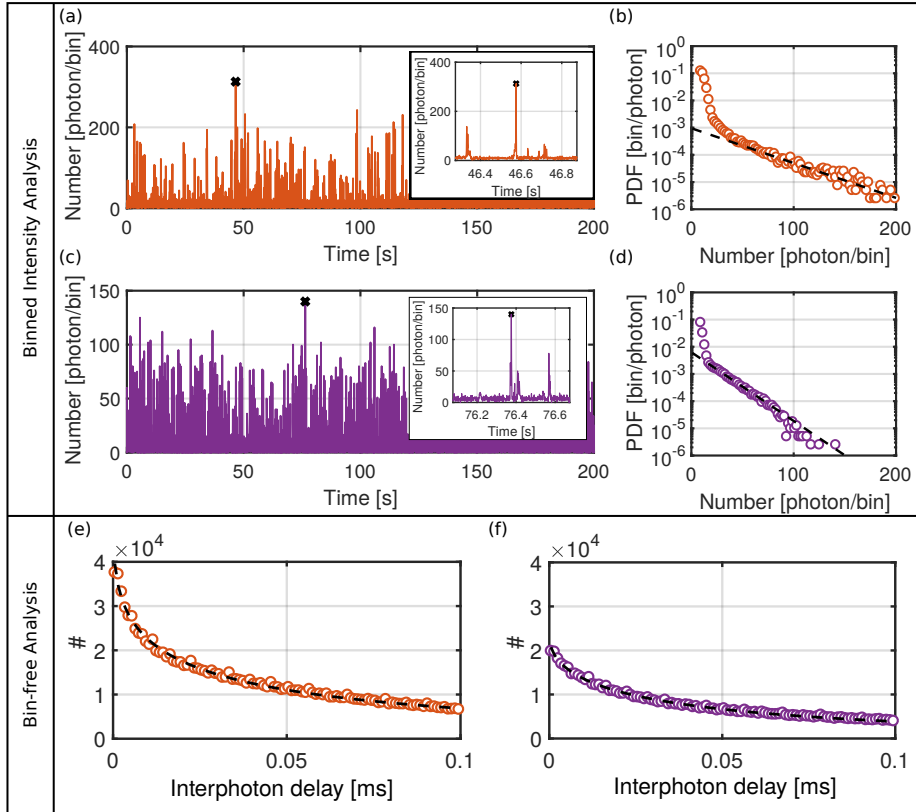 Binned Intensity Analysis
(a)
Number [photon/bin]
400
200
0
0 50 100 150 200
Time [s]
Number [photon/bin]
400
200
0
46.4 46.6 46.8
Time [s]
(b)
PDF [bin/photon]
10^0
10^-1
10^-2
10^-3
10^-4
10^-5
10^-6
0 100 200
Number [photon/bin]
(c)
Number [photon/bin]
150
100
50
0
0 50 100 150 200
Time [s]
Number [photon/bin]
150
100
50
0
76.2 76.4 76.6
Time [s]
(d)
PDF [bin/photon]
10^0
10^-1
10^-2
10^-3
10^-4
10^-5
10^-6
0 100 200
Number [photon/bin]
Bin-free Analysis
(e)
×10^4
#
4
3
2
1
0
0 0.05 0.1
Interphoton delay [ms]
(f)
×10^4
#
4
3
2
1
0
0 0.05 0.1
Interphoton delay [ms]